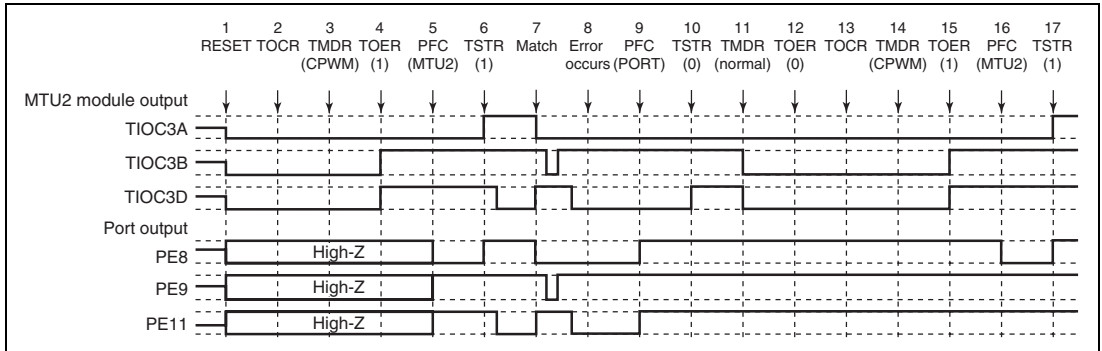 1 2 3 4 5 6 7 8 9 10 11 12 13 14 15 16 17
RESET TOCR TMDR TOER PFC TSTR Match Error PFC TSTR TMDR TOER TOCR TMDR TOER PFC TSTR
(CPWM) (1) (MTU2) (1) occurs (PORT) (0) (normal) (0) (CPWM) (1) (MTU2) (1)
MTU2 module output
TIOC3A
TIOC3B
TIOC3D
Port output
PE8 High-Z
PE9 High-Z
PE11 High-Z